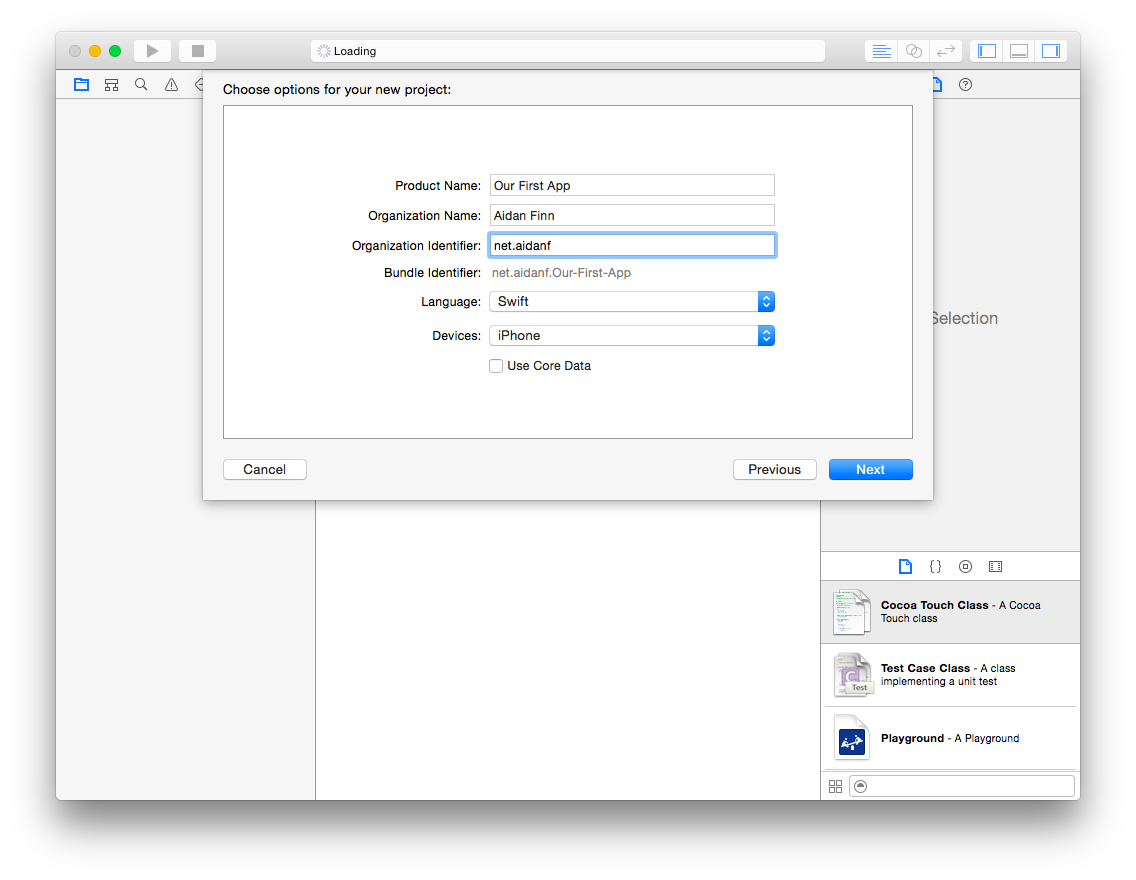 Loading
Choose options for your new project:
Product Name: Our First App
Organization Name: Aidan Finn
Organization Identifier: net.aidanf
Bundle Identifier: net.aidanf.Our-First-App
Language: Swift
Selection
Devices: iPhone
Use Core Data
Cancel Previous Next
{}
Cocoa Touch Class - A Cocoa
Touch class
Test Case Class - A class
implementing a unit test
Test
Playground - A Playground